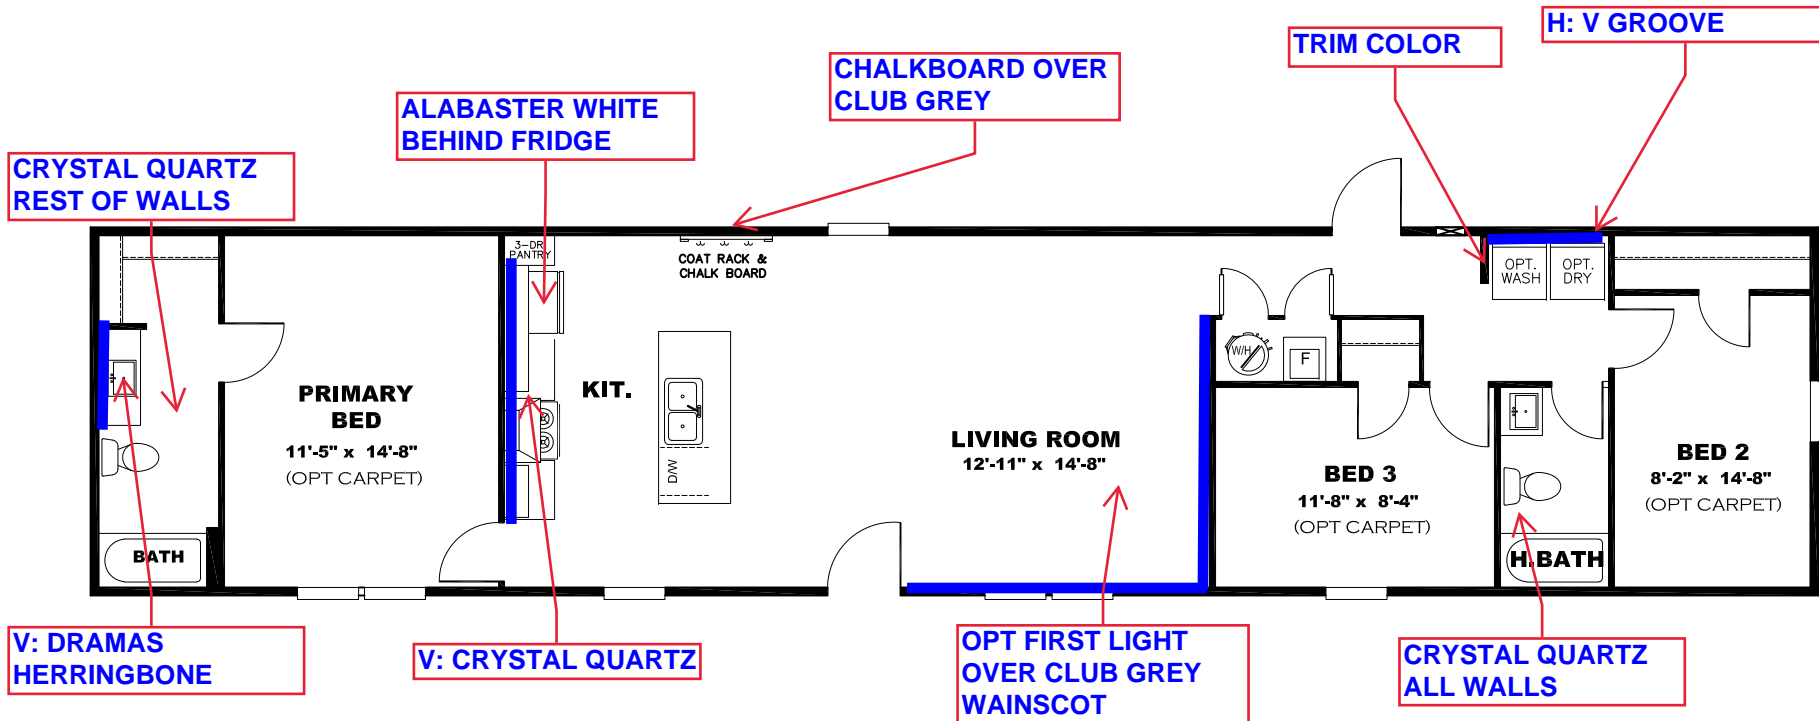 H: V GROOVE
TRIM COLOR
CHALKBOARD OVER
CLUB GREY
ALABASTER WHITE
BEHIND FRIDGE
CRYSTAL QUARTZ
REST OF WALLS
3-DR
PANTRY
COAT RACK &
CHALK BOARD
OPT.
WASH
OPT.
DRY
W/H
F
PRIMARY
BED
11'-5" x 14'-8"
(OPT CARPET)
KIT.
D/W
LIVING ROOM
12'-11" x 14'-8"
BED 3
11'-8" x 8'-4"
(OPT CARPET)
BED 2
8'-2" x 14'-8"
(OPT CARPET)
BATH
H.BATH
V: DRAMAS
HERRINGBONE
V: CRYSTAL QUARTZ
OPT FIRST LIGHT
OVER CLUB GREY
WAINSCOT
CRYSTAL QUARTZ
ALL WALLS